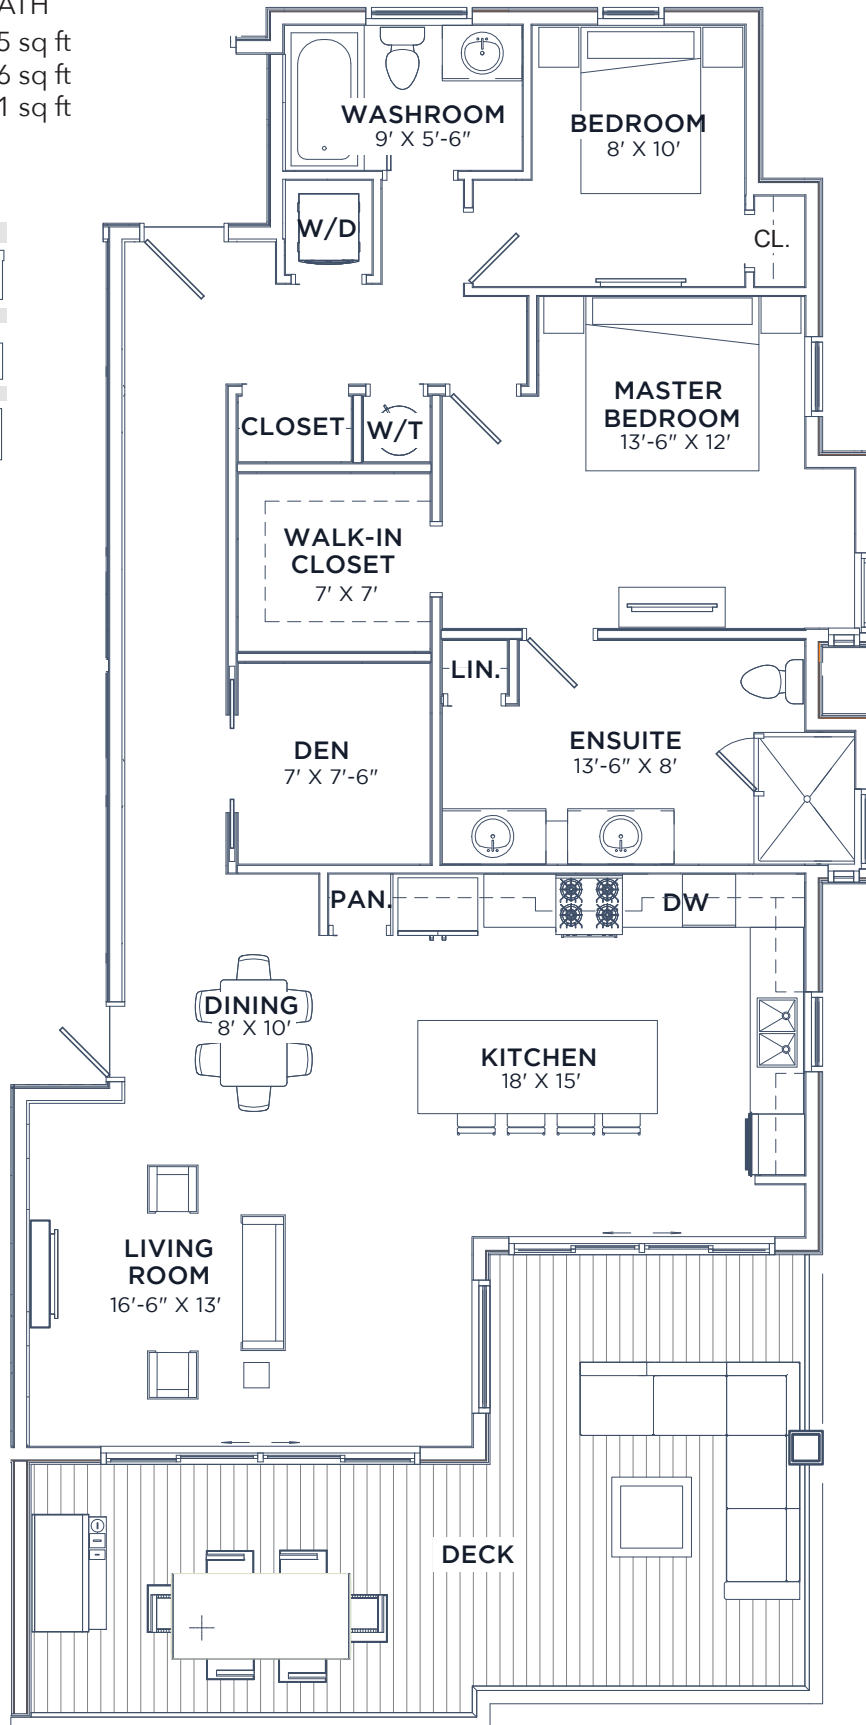 ATH
5 sq ft
6 sq ft
1 sq ft
WASHROOM
9' X 5'-6"
BEDROOM
8' X 10'
W/D
CL.
MASTER
BEDROOM
13'-6" X 12'
CLOSET
W/T
WALK-IN
CLOSET
7' X 7'
LIN.
DEN
7' X 7'-6"
ENSUITE
13'-6" X 8'
PAN.
DW
DINING
8' X 10'
KITCHEN
18' X 15'
LIVING
ROOM
16'-6" X 13'
DECK